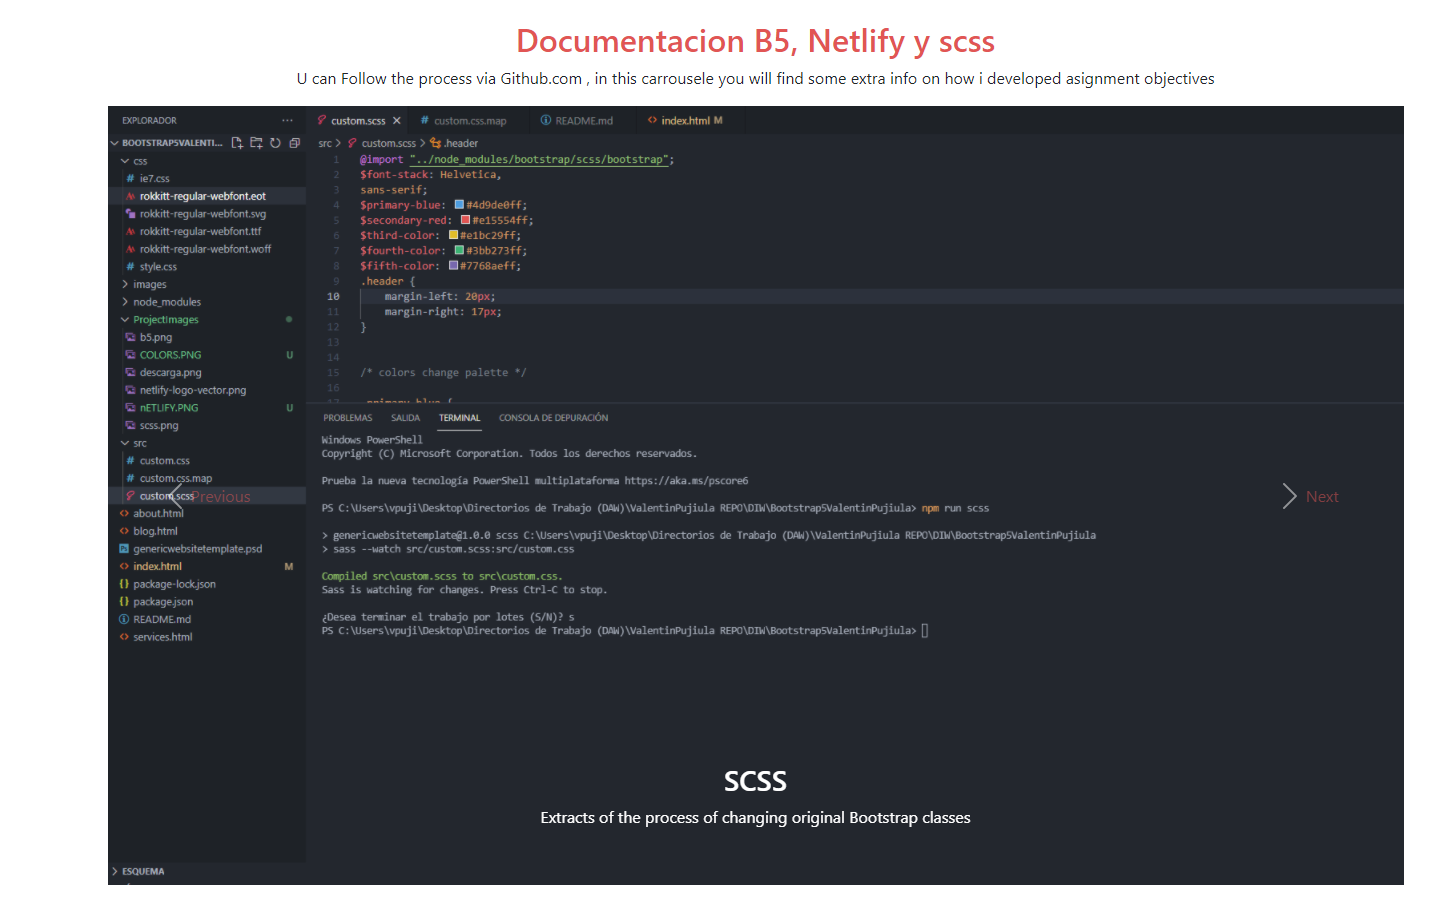 Documentacion B5, Netlify y scss
U can Follow the process via Github.com , in this carrousele you will find some extra info on how i developed asignment objectives
EXPLORADOR ···
BOOTSTRAP5VALENTI...
css
# ie7.css
rokkitt-regular-webfont.eot
rokkitt-regular-webfont.svg
rokkitt-regular-webfont.ttf
rokkitt-regular-webfont.woff
# style.css
images
node_modules
ProjectImages
b5.png
COLORS.PNG U
descarga.png
netlify-logo-vector.png
nETLIFY.PNG U
scss.png
src
# custom.css
# custom.css.map
custom.scss
Previous
about.html
blog.html
genericwebsitetemplate.psd
index.html M
package-lock.json
package.json
README.md
services.html
ESQUEMA
custom.scss # custom.css.map README.md index.html M
src > custom.scss > .header
1 @import "../node_modules/bootstrap/scss/bootstrap";
2 $font-stack: Helvetica,
3 sans-serif;
4 $primary-blue: #4d9de0ff;
5 $secondary-red: #e15554ff;
6 $third-color: #e1bc29ff;
7 $fourth-color: #3bb273ff;
8 $fifth-color: #7768aeff;
9 .header {
10 margin-left: 20px;
11 margin-right: 17px;
12 }
13
14
15 /* colors change palette */
16
PROBLEMAS SALIDA TERMINAL CONSOLA DE DEPURACIÓN
Windows PowerShell
Copyright (C) Microsoft Corporation. Todos los derechos reservados.
Prueba la nueva tecnología PowerShell multiplataforma https://aka.ms/pscore6
PS C:\Users\vpuji\Desktop\Directorios de Trabajo (DAW)\ValentinPujiula REPO\DIW\Bootstrap5ValentinPujiula> npm run scss
> genericwebsitetemplate@1.0.0 scss C:\Users\vpuji\Desktop\Directorios de Trabajo (DAW)\ValentinPujiula REPO\DIW\Bootstrap5ValentinPujiula
> sass --watch src/custom.scss:src/custom.css
Compiled src\custom.scss to src\custom.css.
Sass is watching for changes. Press Ctrl-C to stop.
¿Desea terminar el trabajo por lotes (S/N)? s
PS C:\Users\vpuji\Desktop\Directorios de Trabajo (DAW)\ValentinPujiula REPO\DIW\Bootstrap5ValentinPujiula>
Next
SCSS
Extracts of the process of changing original Bootstrap classes